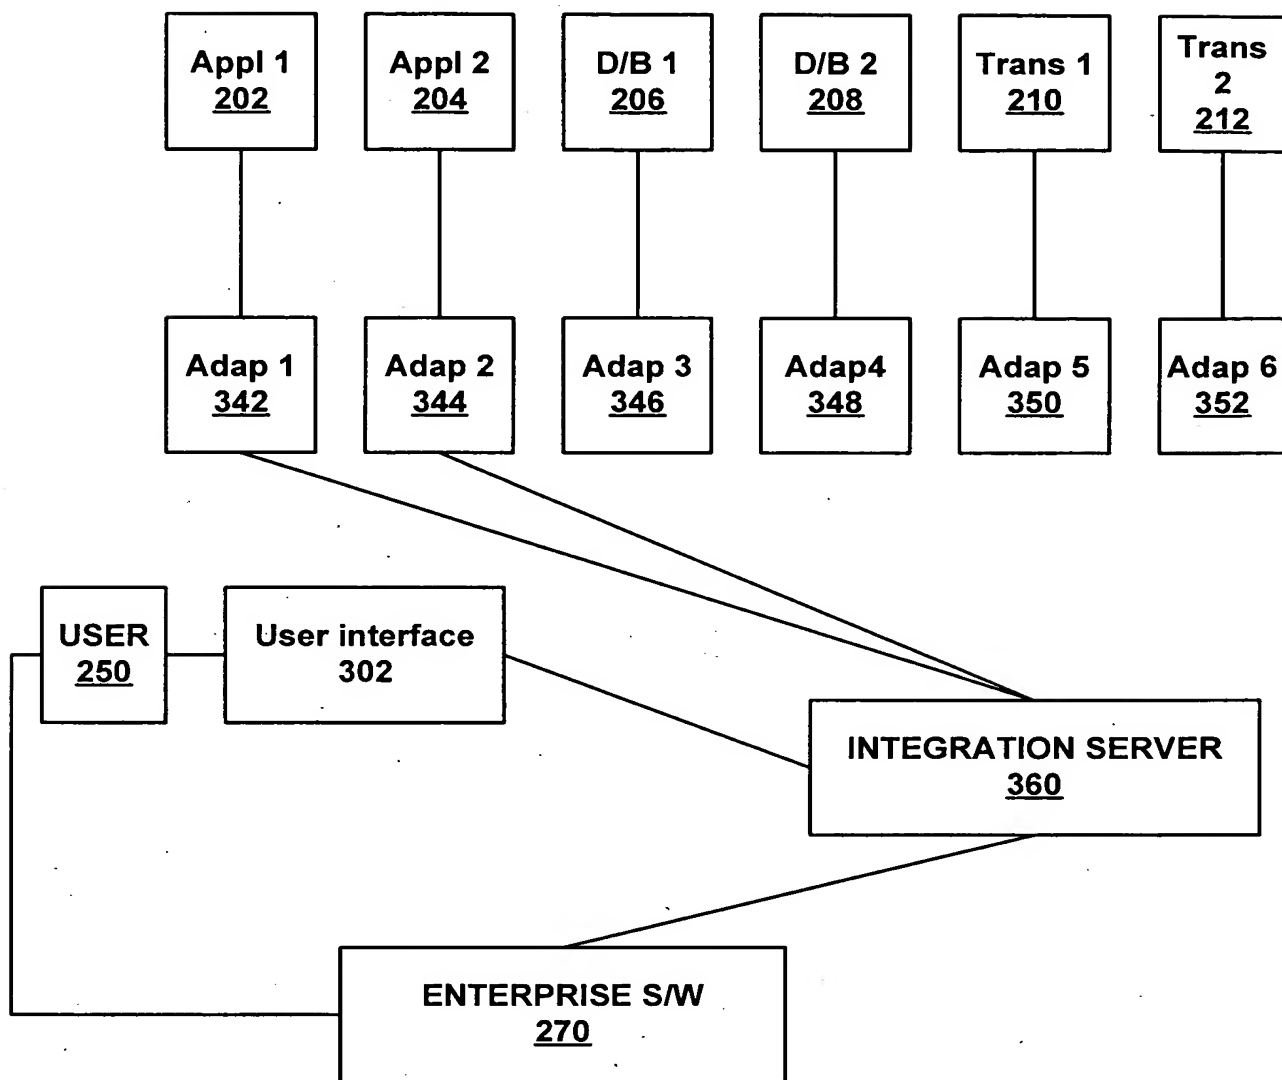 Appl 1
202
Appl 2
204
D/B 1
206
D/B 2
208
Trans 1
210
Trans
2
212
Adap 1
342
Adap 2
344
Adap 3
346
Adap4
348
Adap 5
350
Adap 6
352
USER
250
User interface
302
INTEGRATION SERVER
360
ENTERPRISE S/W
270